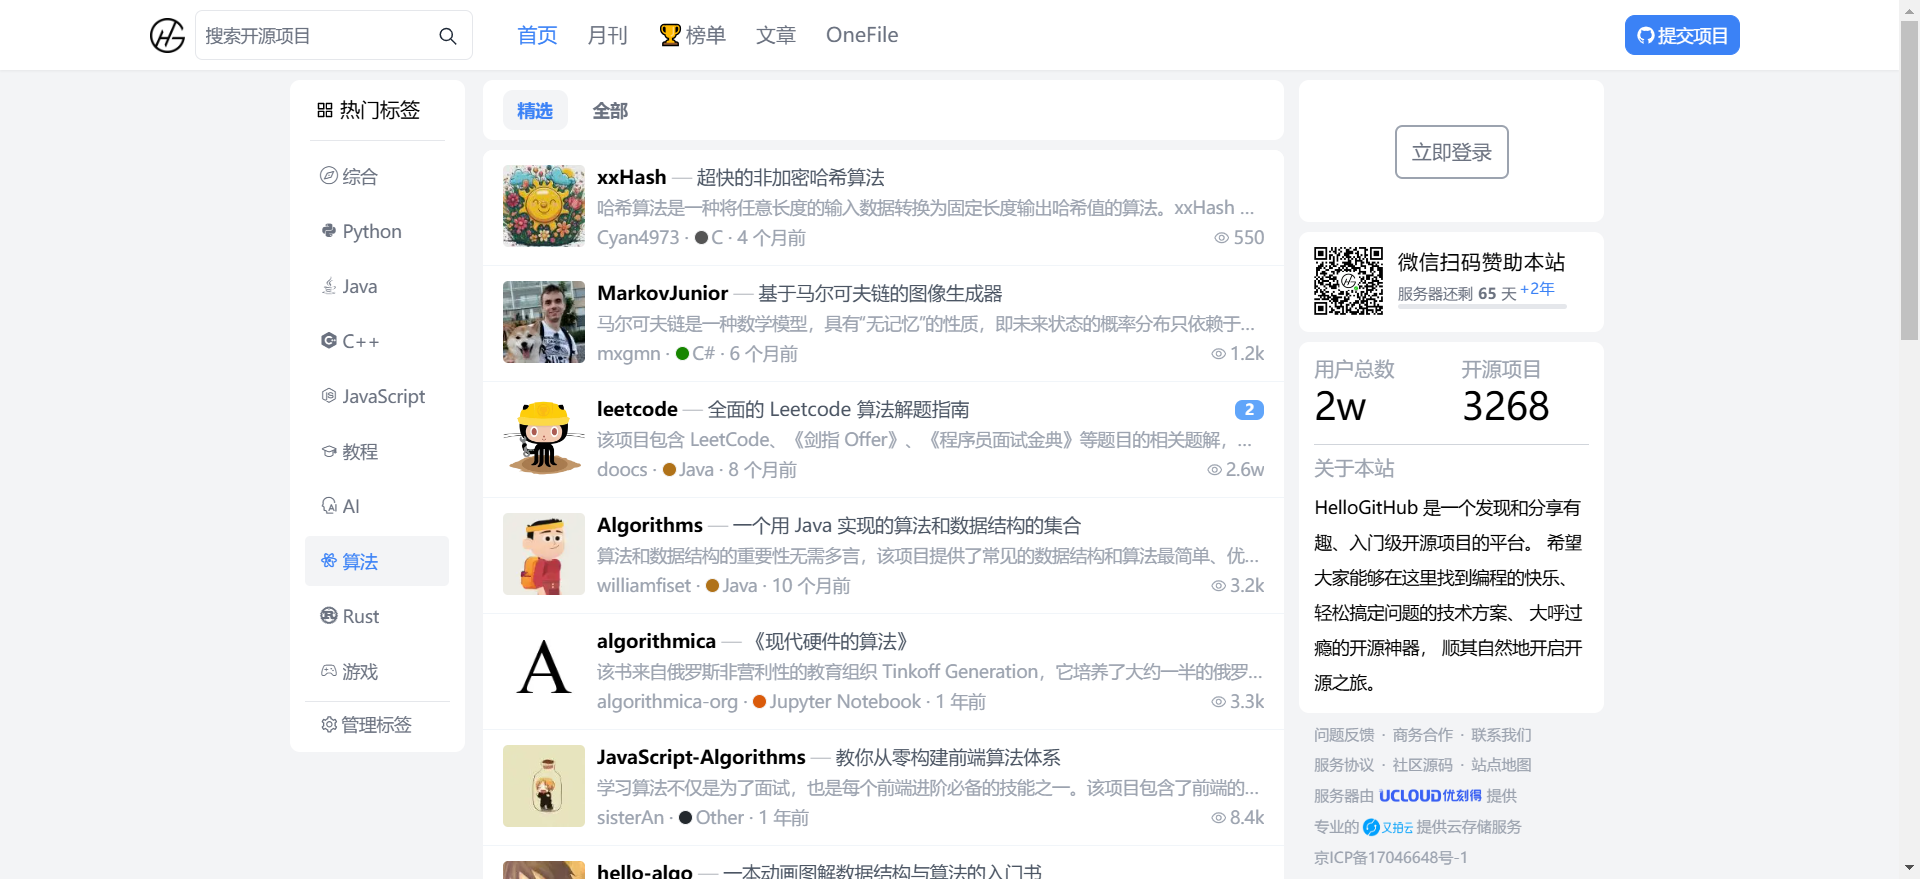 搜索开源项目
首页
月刊
榜单
文章
OneFile
提交项目
热门标签
综合
Python
Java
C++
JavaScript
教程
AI
算法
Rust
游戏
管理标签
精选
全部
xxHash — 超快的非加密哈希算法
哈希算法是一种将任意长度的输入数据转换为固定长度输出哈希值的算法。xxHash ...
Cyan4973 · C · 4 个月前
550
MarkovJunior — 基于马尔可夫链的图像生成器
马尔可夫链是一种数学模型，具有“无记忆”的性质，即未来状态的概率分布只依赖于...
mxgmn · C# · 6 个月前
1.2k
leetcode — 全面的 Leetcode 算法解题指南
2
该项目包含 LeetCode、《剑指 Offer》、《程序员面试金典》等题目的相关题解，...
doocs · Java · 8 个月前
2.6w
Algorithms — 一个用 Java 实现的算法和数据结构的集合
算法和数据结构的重要性无需多言，该项目提供了常见的数据结构和算法最简单、优...
williamfiset · Java · 10 个月前
3.2k
algorithmica — 《现代硬件的算法》
该书来自俄罗斯非营利性的教育组织 Tinkoff Generation，它培养了大约一半的俄罗...
algorithmica-org · Jupyter Notebook · 1 年前
3.3k
A
JavaScript-Algorithms — 教你从零构建前端算法体系
学习算法不仅是为了面试，也是每个前端进阶必备的技能之一。该项目包含了前端的...
sisterAn · Other · 1 年前
8.4k
hello-algo — 一本动画图解数据结构与算法的入门书
立即登录
微信扫码赞助本站
服务器还剩 65 天 +2年
用户总数
开源项目
2w
3268
关于本站
HelloGitHub 是一个发现和分享有
趣、入门级开源项目的平台。 希望
大家能够在这里找到编程的快乐、
轻松搞定问题的技术方案、 大呼过
瘾的开源神器， 顺其自然地开启开
源之旅。
问题反馈 · 商务合作 · 联系我们
服务协议 · 社区源码 · 站点地图
服务器由 UCLOUD优刻得 提供
专业的 又拍云 提供云存储服务
京ICP备17046648号-1